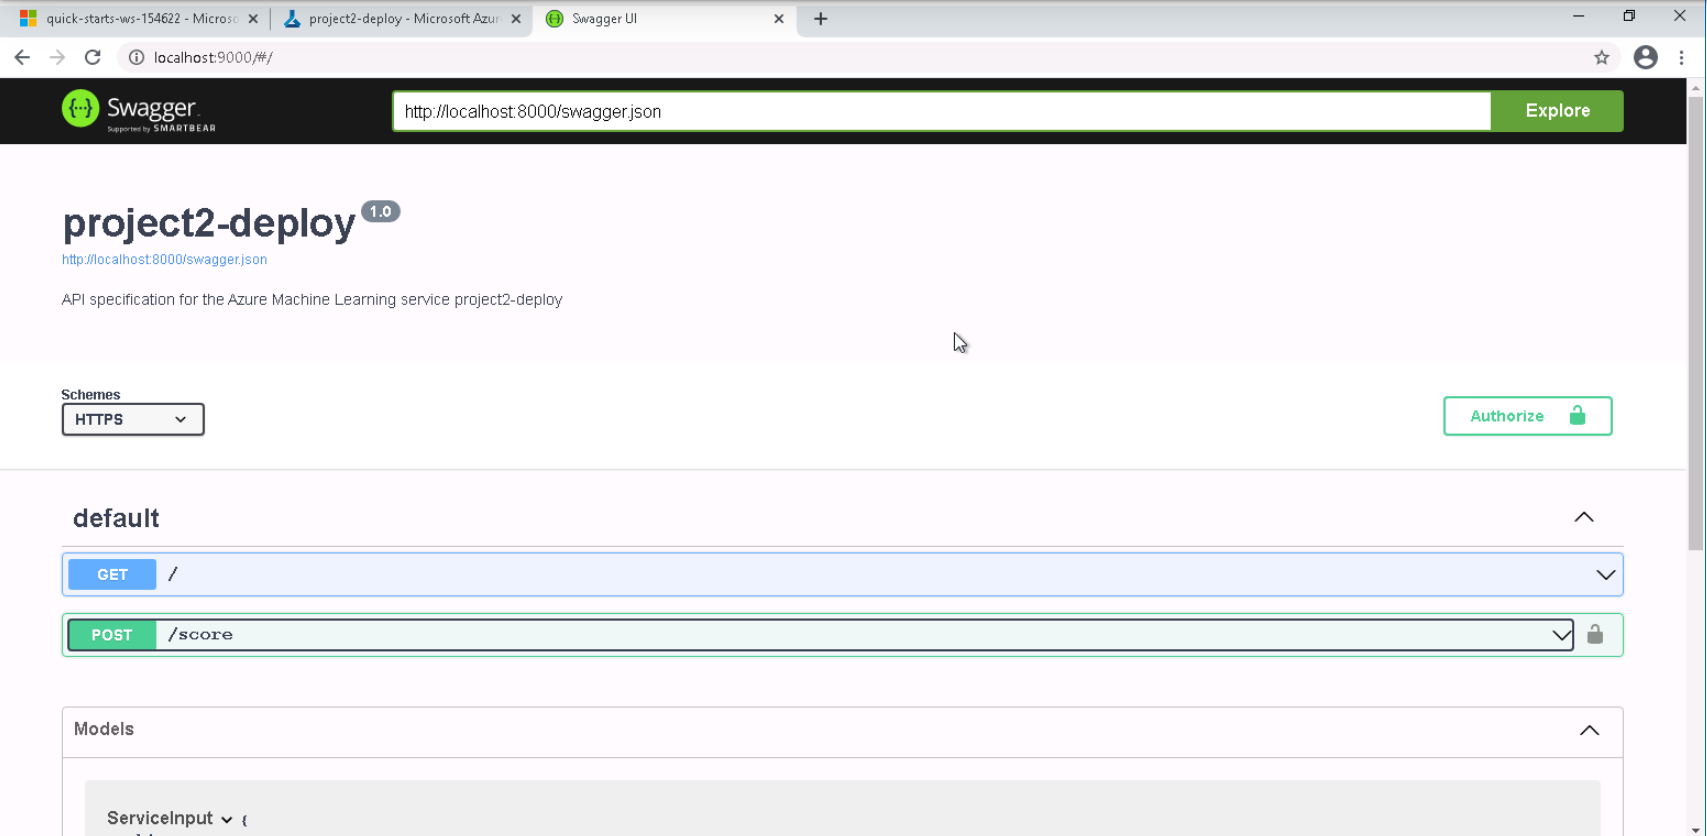 quick-starts-ws-154622 - Microso
project2-deploy - Microsoft Azur
Swagger UI
localhost:9000/#/
Swagger
Supported by SMARTBEAR
http://localhost:8000/swagger.json
Explore
project2-deploy 1.0
http://localhost:8000/swagger.json
API specification for the Azure Machine Learning service project2-deploy
Schemes
HTTPS
Authorize
default
GET /
POST /score
Models
ServiceInput {